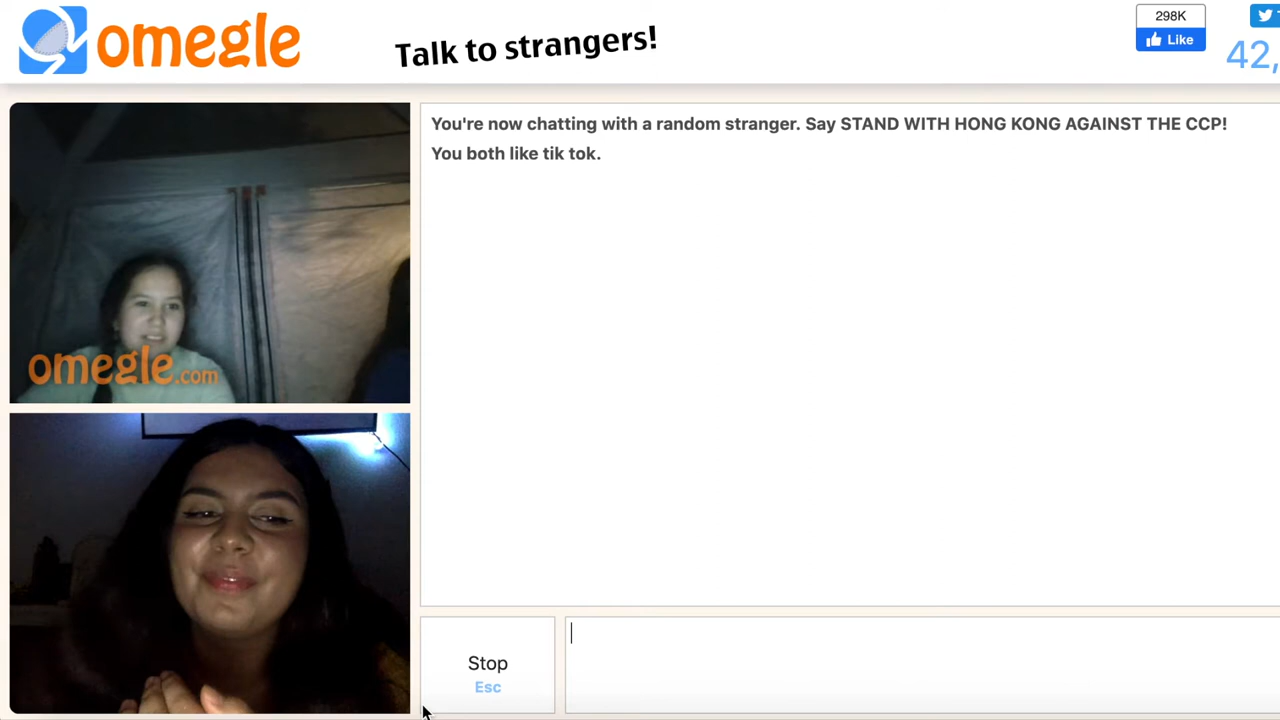 omegle
Talk to strangers!
298K
Like
42,
You're now chatting with a random stranger. Say STAND WITH HONG KONG AGAINST THE CCP!
You both like tik tok.
omegle.com
Stop
Esc